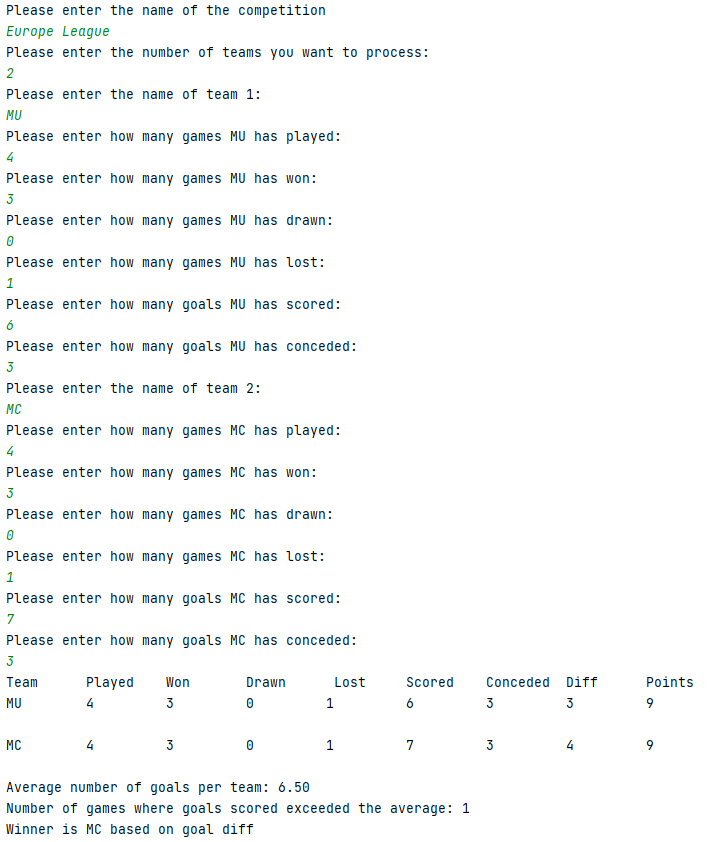 Please enter the name of the competition
Europe League
Please enter the number of teams you want to process:
2
Please enter the name of team 1:
MU
Please enter how many games MU has played:
4
Please enter how many games MU has won:
3
Please enter how many games MU has drawn:
0
Please enter how many games MU has lost:
1
Please enter how many goals MU has scored:
6
Please enter how many goals MU has conceded:
3
Please enter the name of team 2:
MC
Please enter how many games MC has played:
4
Please enter how many games MC has won:
3
Please enter how many games MC has drawn:
0
Please enter how many games MC has lost:
1
Please enter how many goals MC has scored:
7
Please enter how many goals MC has conceded:
3
Team Played Won Drawn Lost Scored Conceded Diff Points
MU 4 3 0 1 6 3 3 9
MC 4 3 0 1 7 3 4 9
Average number of goals per team: 6.50
Number of games where goals scored exceeded the average: 1
Winner is MC based on goal diff